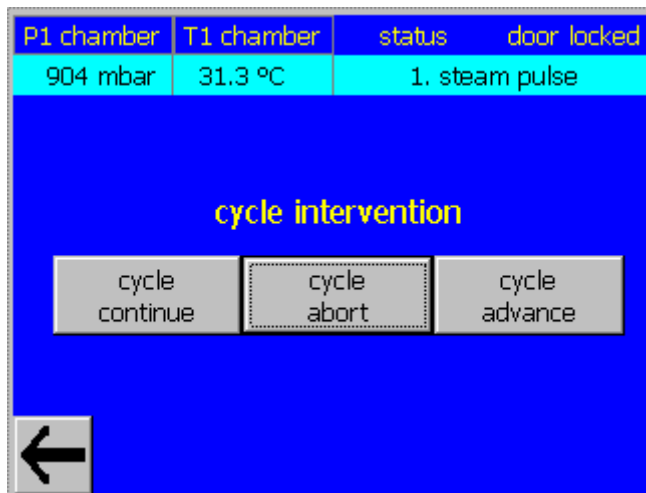 P1 chamber T1 chamber status door locked
904 mbar 31.3 ºC 1. steam pulse
cycle intervention
cycle continue
cycle abort
cycle advance